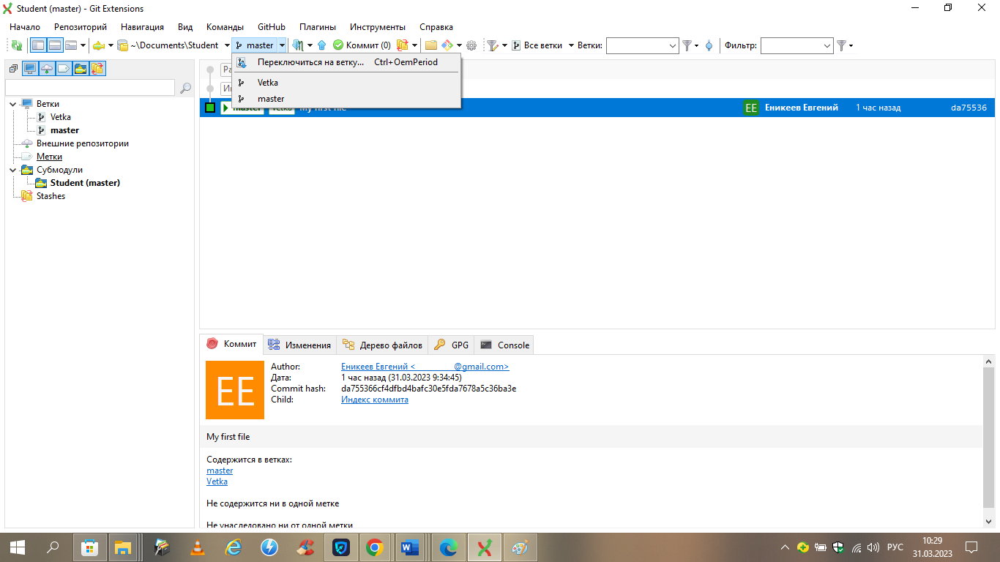 Student (master) - Git Extensions
Начало Репозиторий Навигация Вид Команды GitHub Плагины Инструменты Справка
~\Documents\Student master Коммит (0) Все ветки Ветки: Фильтр:
Переключиться на ветку... Ctrl+OemPeriod
Vetka
master
Ветки
Vetka
master
Внешние репозитории
Метки
Субмодули
Student (master)
Stashes
master Vetka My first file EE Еникеев Евгений 1 час назад da75536
Коммит Изменения Дерево файлов GPG Console
EE
Author: Еникеев Евгений < @gmail.com>
Дата: 1 час назад (31.03.2023 9:34:45)
Commit hash: da755366cf4dfbd4bafc30e5fda7678a5c36ba3e
Child: Индекс коммита
My first file
Содержится в ветках:
master
Vetka
Не содержится ни в одной метке
Не унаследовано ни от одной метки
РУС
10:29
31.03.2023